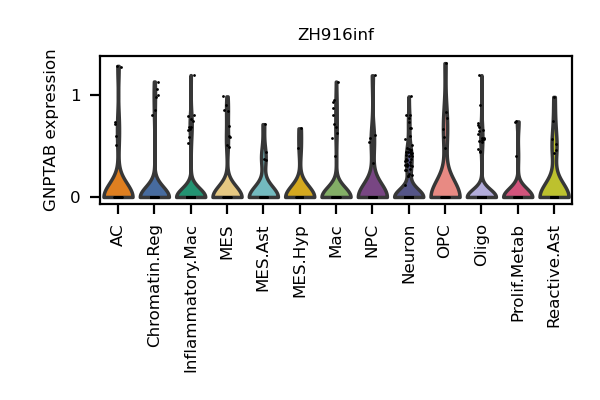 ZH916inf
GNPTAB expression
1
0
AC
Chromatin.Reg
Inflammatory.Mac
MES
MES.Ast
MES.Hyp
Mac
NPC
Neuron
OPC
Oligo
Prolif.Metab
Reactive.Ast